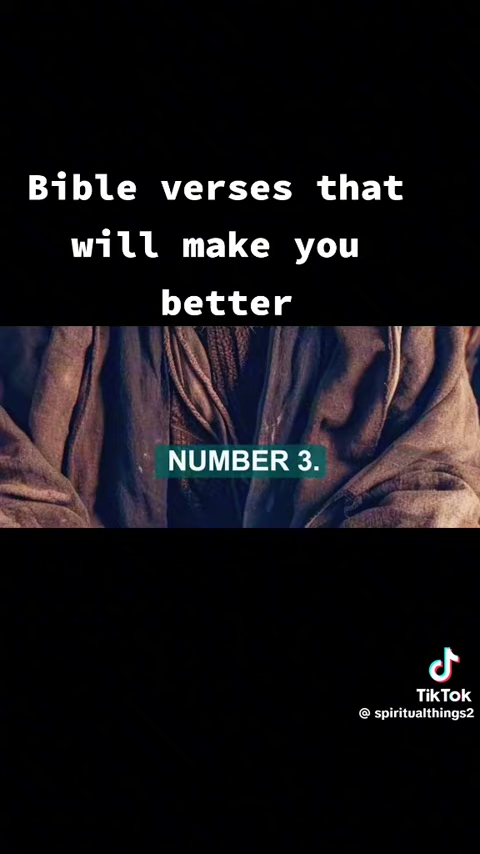 Bible verses that
will make you
better
NUMBER 3.
TikTok
@ spiritualthings2